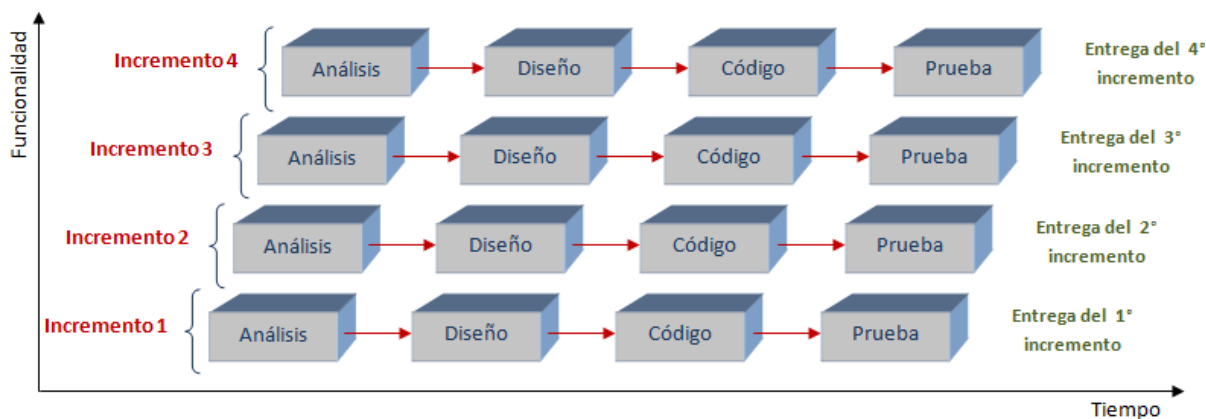 Funcionalidad
Incremento 4
Análisis
Diseño
Código
Prueba
Entrega del 4°
incremento
Incremento 3
Análisis
Diseño
Código
Prueba
Entrega del 3°
incremento
Incremento 2
Análisis
Diseño
Código
Prueba
Entrega del 2°
incremento
Incremento 1
Análisis
Diseño
Código
Prueba
Entrega del 1°
incremento
Tiempo